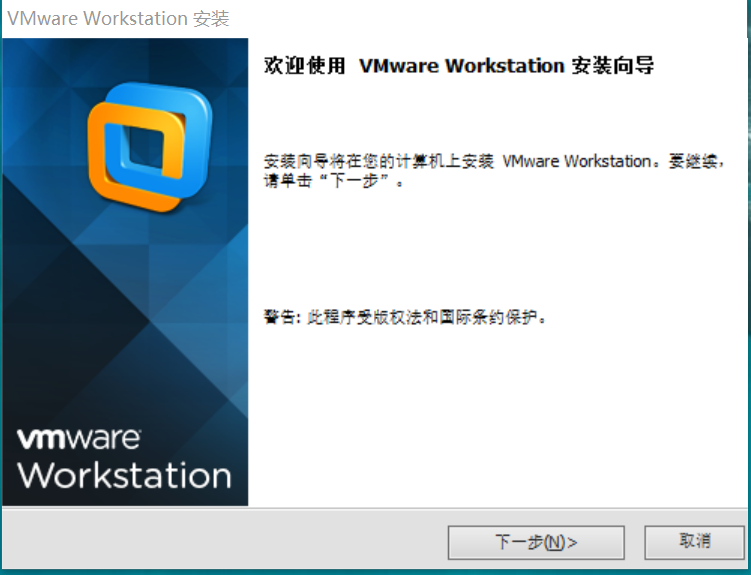 VMware Workstation 安装
欢迎使用 VMware Workstation 安装向导
安装向导将在您的计算机上安装 VMware Workstation。要继续，
请单击“下一步”。
警告: 此程序受版权法和国际条约保护。
vmware
Workstation
下一步(N)>
取消